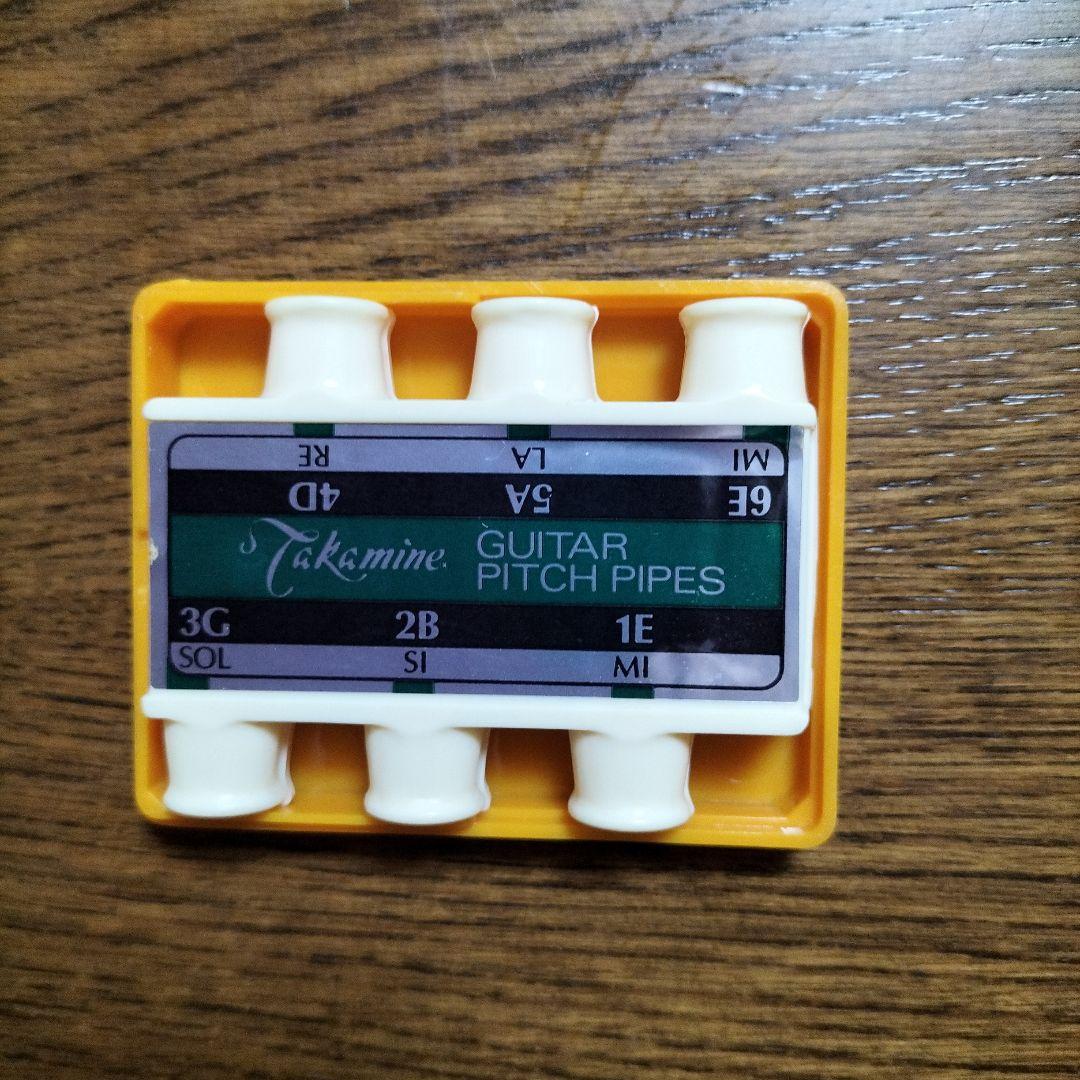 RE LA MI
4D 5A 6E
Takamine. GUITAR
PITCH PIPES
3G 2B 1E
SOL SI MI